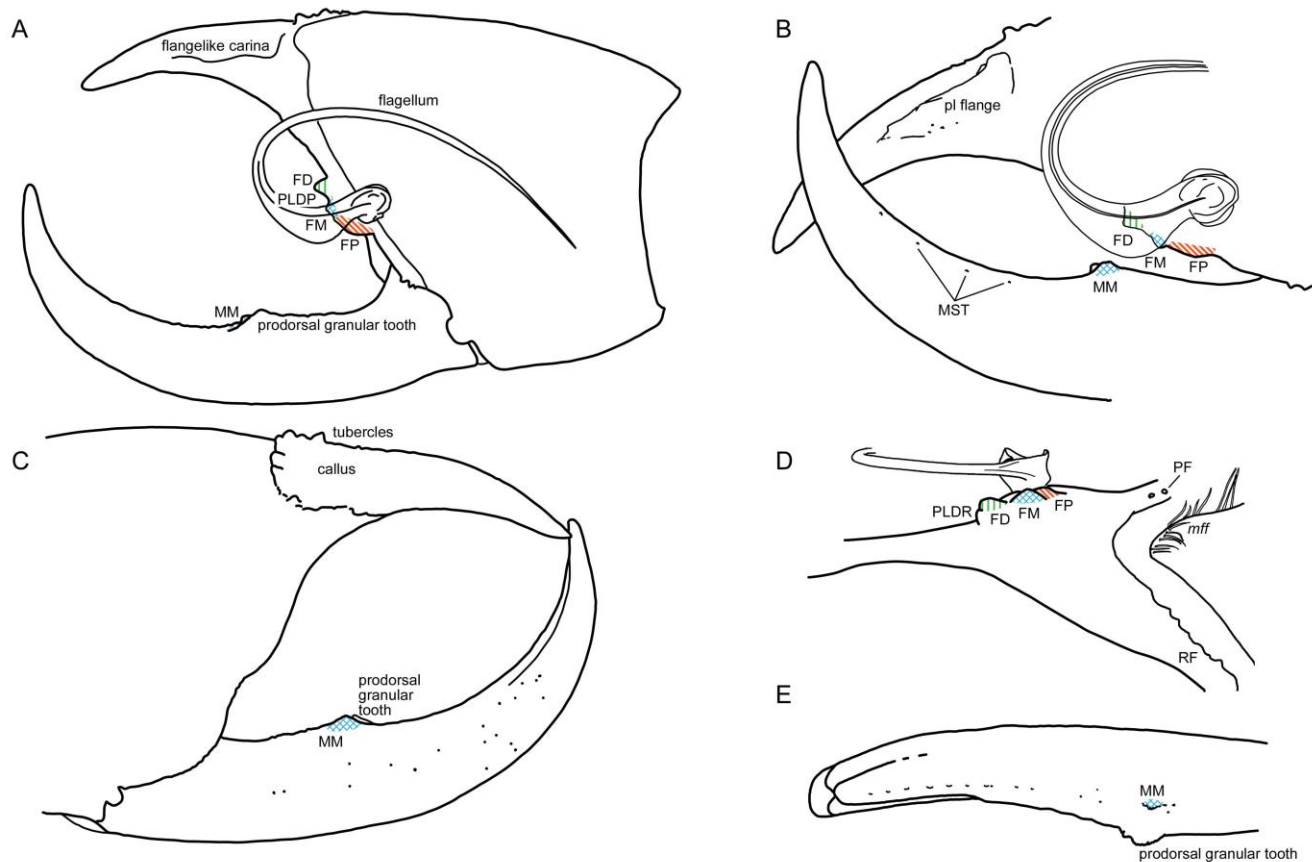 A
flangelike carina
flagellum
FD
PLDP
FM
FP
MM
prodorsal granular tooth
B
pl flange
FD
FM
FP
MM
MST
C
tubercles
callus
prodorsal
granular
tooth
MM
D
PF
PLDR
FD
FM
FP
mff
RF
E
MM
prodorsal granular tooth